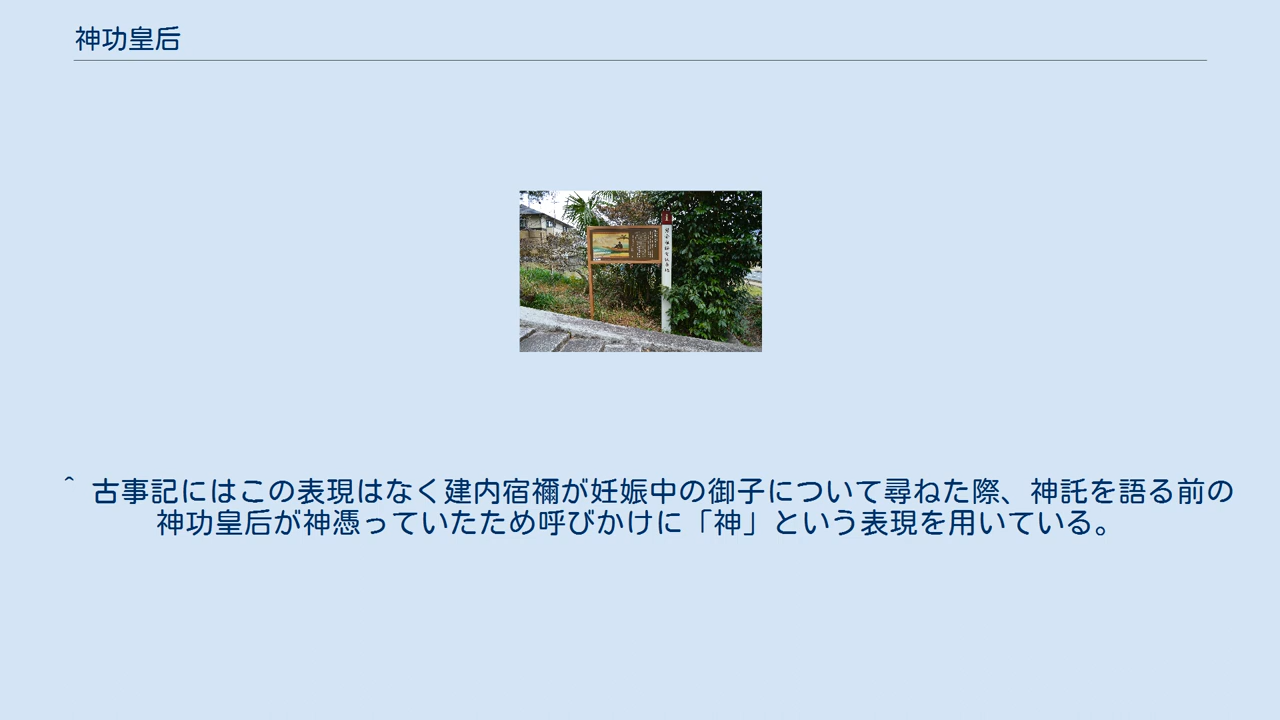 神功皇后
^ 古事記にはこの表現はなく建内宿禰が妊娠中の御子について尋ねた際、神託を語る前の
神功皇后が神憑っていたため呼びかけに「神」という表現を用いている。